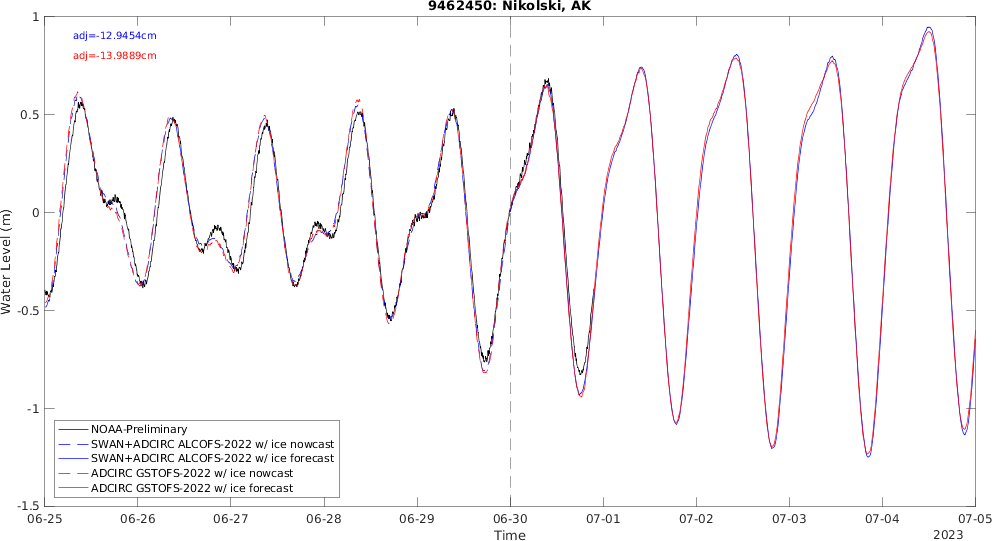 9462450: Nikolski, AK
adj=-12.9454cm
adj=-13.9889cm
1
0.5
0
-0.5
-1
-1.5
Water Level (m)
NOAA-Preliminary
SWAN+ADCIRC ALCOFS-2022 w/ ice nowcast
SWAN+ADCIRC ALCOFS-2022 w/ ice forecast
ADCIRC GSTOFS-2022 w/ ice nowcast
ADCIRC GSTOFS-2022 w/ ice forecast
06-25 06-26 06-27 06-28 06-29 06-30 07-01 07-02 07-03 07-04 07-05
Time
2023